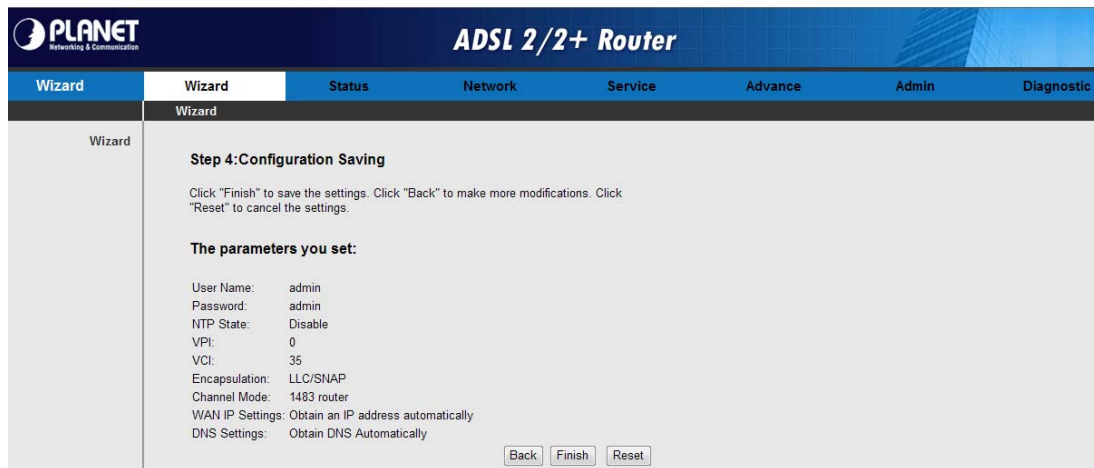 PLANET
Networking & Communication
ADSL 2/2+ Router
Wizard Wizard Status Network Service Advance Admin Diagnostic
Wizard
Wizard
Step 4:Configuration Saving
Click "Finish" to save the settings. Click "Back" to make more modifications. Click
"Reset" to cancel the settings.
The parameters you set:
User Name: admin
Password: admin
NTP State: Disable
VPI: 0
VCI: 35
Encapsulation: LLC/SNAP
Channel Mode: 1483 router
WAN IP Settings: Obtain an IP address automatically
DNS Settings: Obtain DNS Automatically
Back Finish Reset